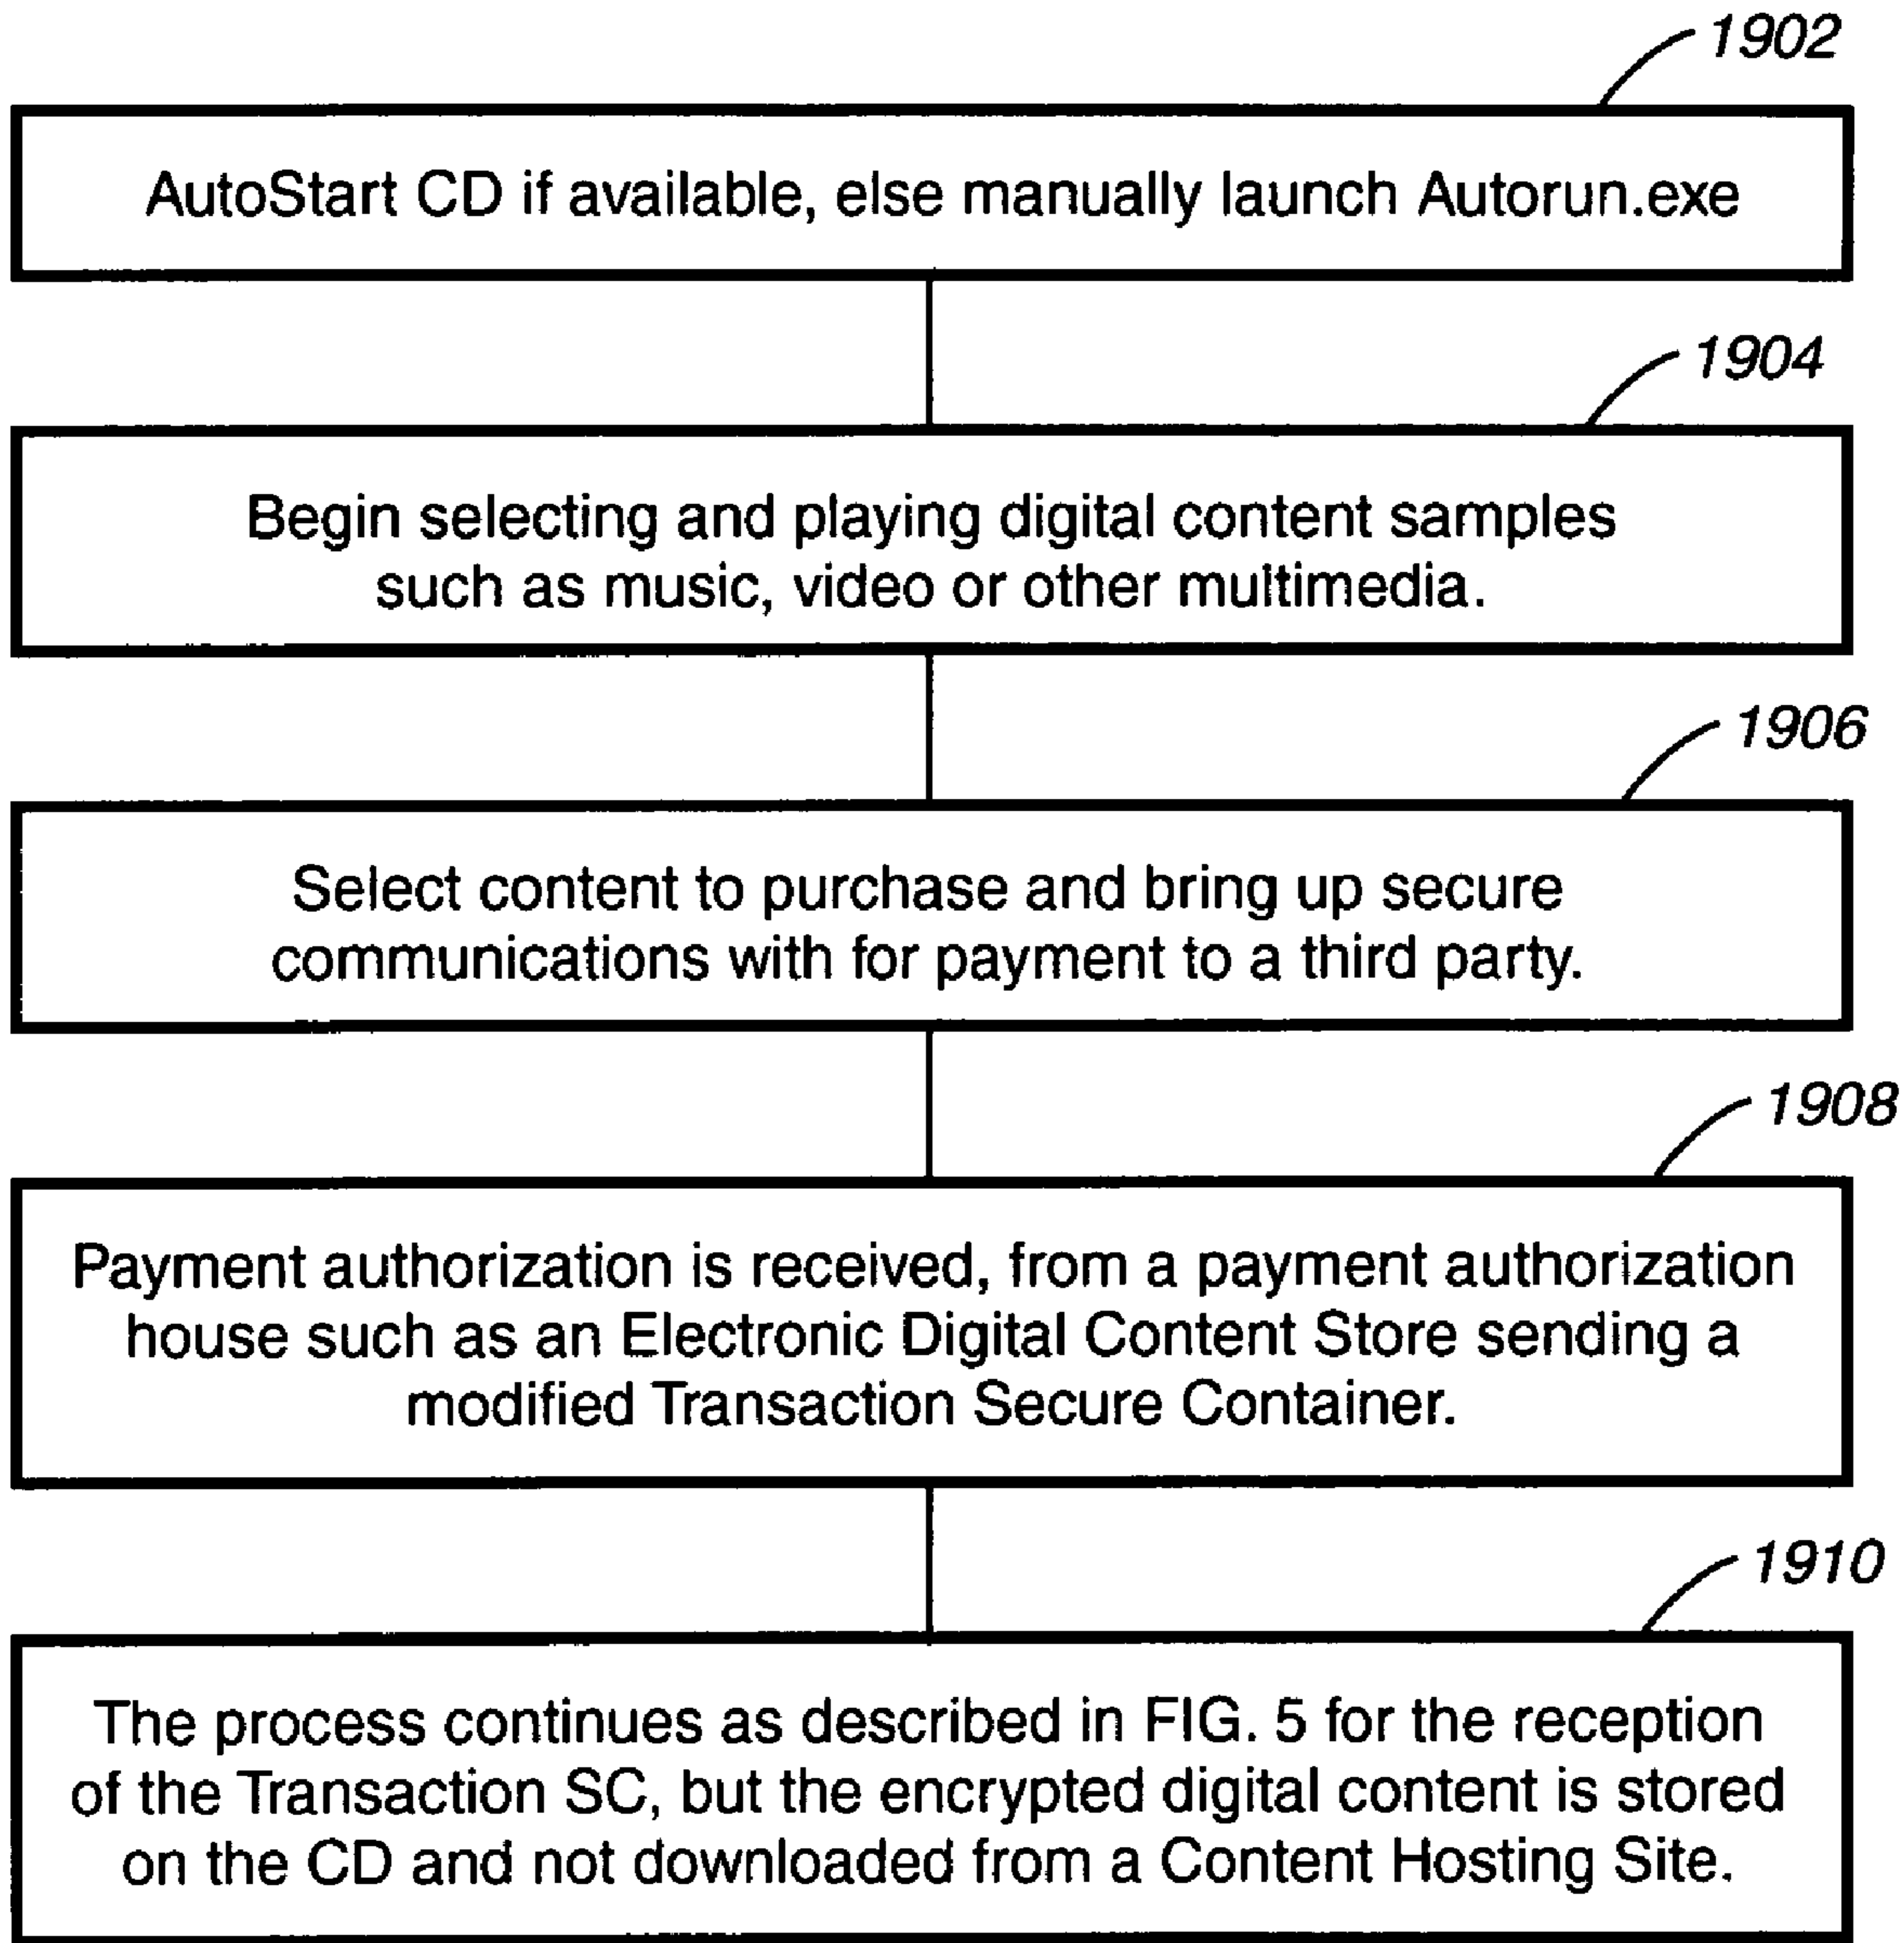 1902
AutoStart CD if available, else manually launch Autorun.exe
1904
Begin selecting and playing digital content samples
such as music, video or other multimedia.
1906
Select content to purchase and bring up secure
communications with for payment to a third party.
1908
Payment authorization is received, from a payment authorization
house such as an Electronic Digital Content Store sending a
modified Transaction Secure Container.
1910
The process continues as described in FIG. 5 for the reception
of the Transaction SC, but the encrypted digital content is stored
on the CD and not downloaded from a Content Hosting Site.